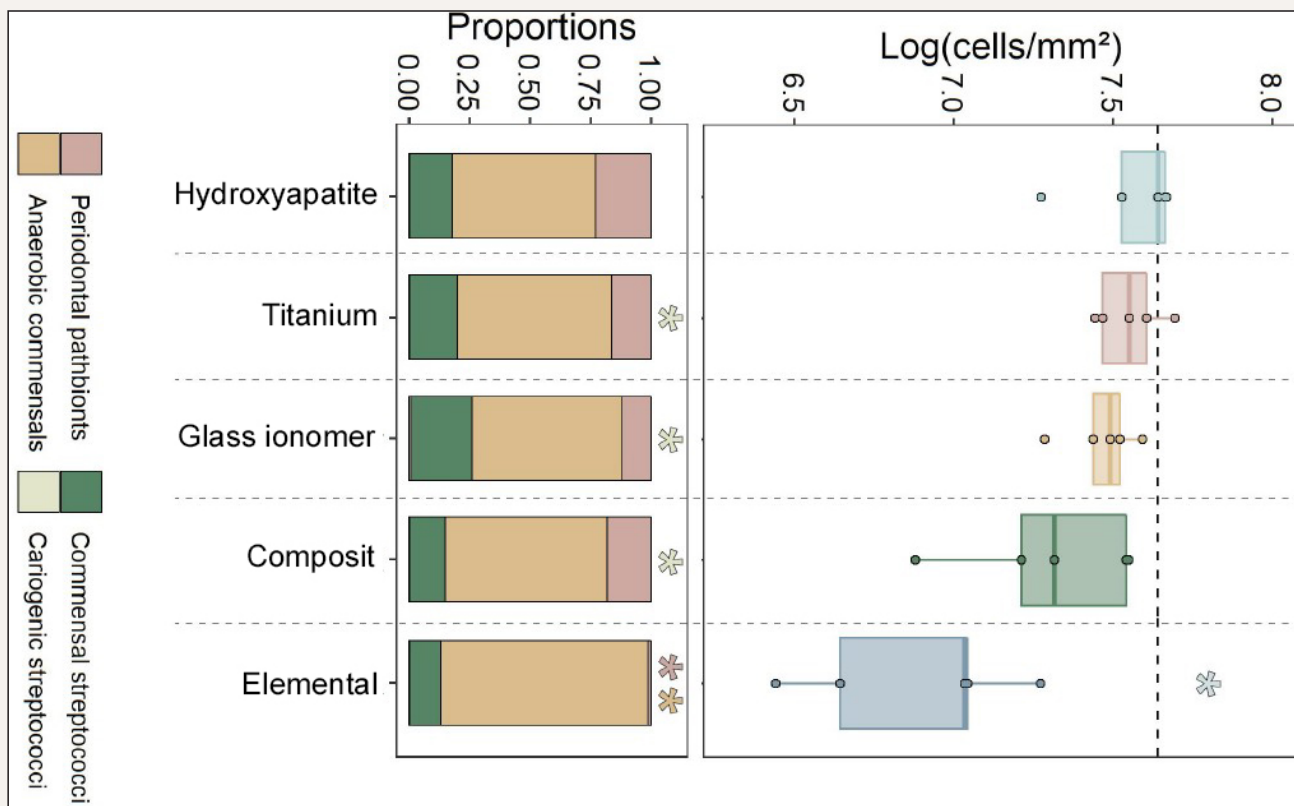 Proportions
0.00
0.25
0.50
0.75
1.00
Log(cells/mm²)
6.5
7.0
7.5
8.0
Hydroxyapatite
Titanium
*
Glass ionomer
*
Composit
*
Elemental
* *
*
Periodontal pathbionts
Anaerobic commensals
Commensal streptococci
Cariogenic streptococci